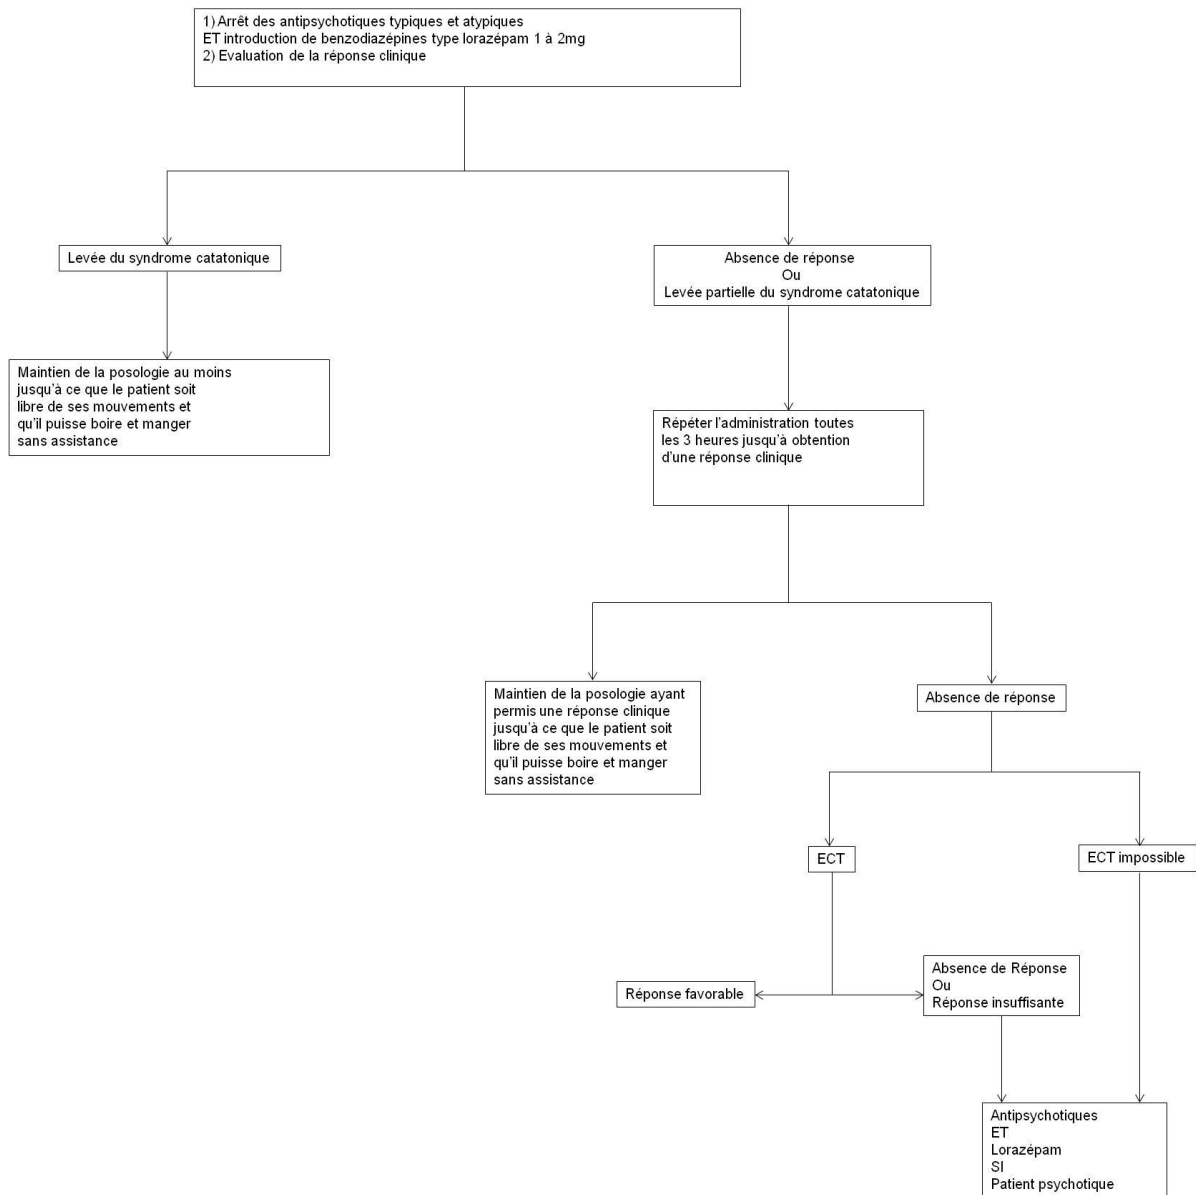 1) Arrêt des antipsychotiques typiques et atypiques
ET introduction de benzodiazépines type lorazépam 1 à 2mg
2) Evaluation de la réponse clinique
Levée du syndrome catatonique
Absence de réponse
Ou
Levée partielle du syndrome catatonique
Maintien de la posologie au moins
jusqu'à ce que le patient soit
libre de ses mouvements et
qu'il puisse boire et manger
sans assistance
Répéter l'administration toutes
les 3 heures jusqu'à obtention
d'une réponse clinique
Maintien de la posologie ayant
permis une réponse clinique
jusqu'à ce que le patient soit
libre de ses mouvements et
qu'il puisse boire et manger
sans assistance
Absence de réponse
ECT
ECT impossible
Réponse favorable
Absence de Réponse
Ou
Réponse insuffisante
Antipsychotiques
ET
Lorazépam
SI
Patient psychotique